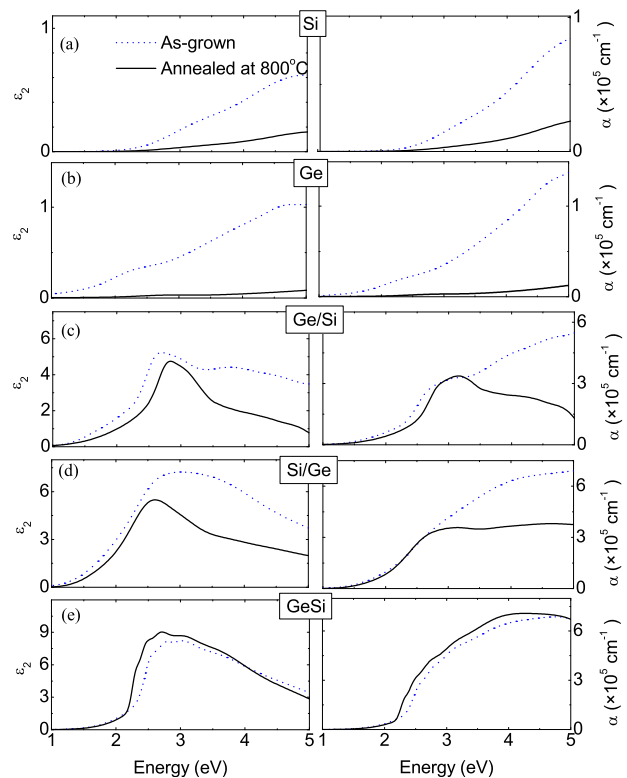 Si
(a)
As-grown
Annealed at 800°C
1
0
ε₂
1
0
α (×10⁵ cm⁻¹)
Ge
(b)
1
0
ε₂
1
0
α (×10⁵ cm⁻¹)
Ge/Si
(c)
6
4
2
0
ε₂
6
3
0
α (×10⁵ cm⁻¹)
Si/Ge
(d)
6
3
0
ε₂
6
3
0
α (×10⁵ cm⁻¹)
GeSi
(e)
9
6
3
0
ε₂
6
3
0
α (×10⁵ cm⁻¹)
1 2 3 4 5 1 2 3 4 5
Energy (eV) Energy (eV)